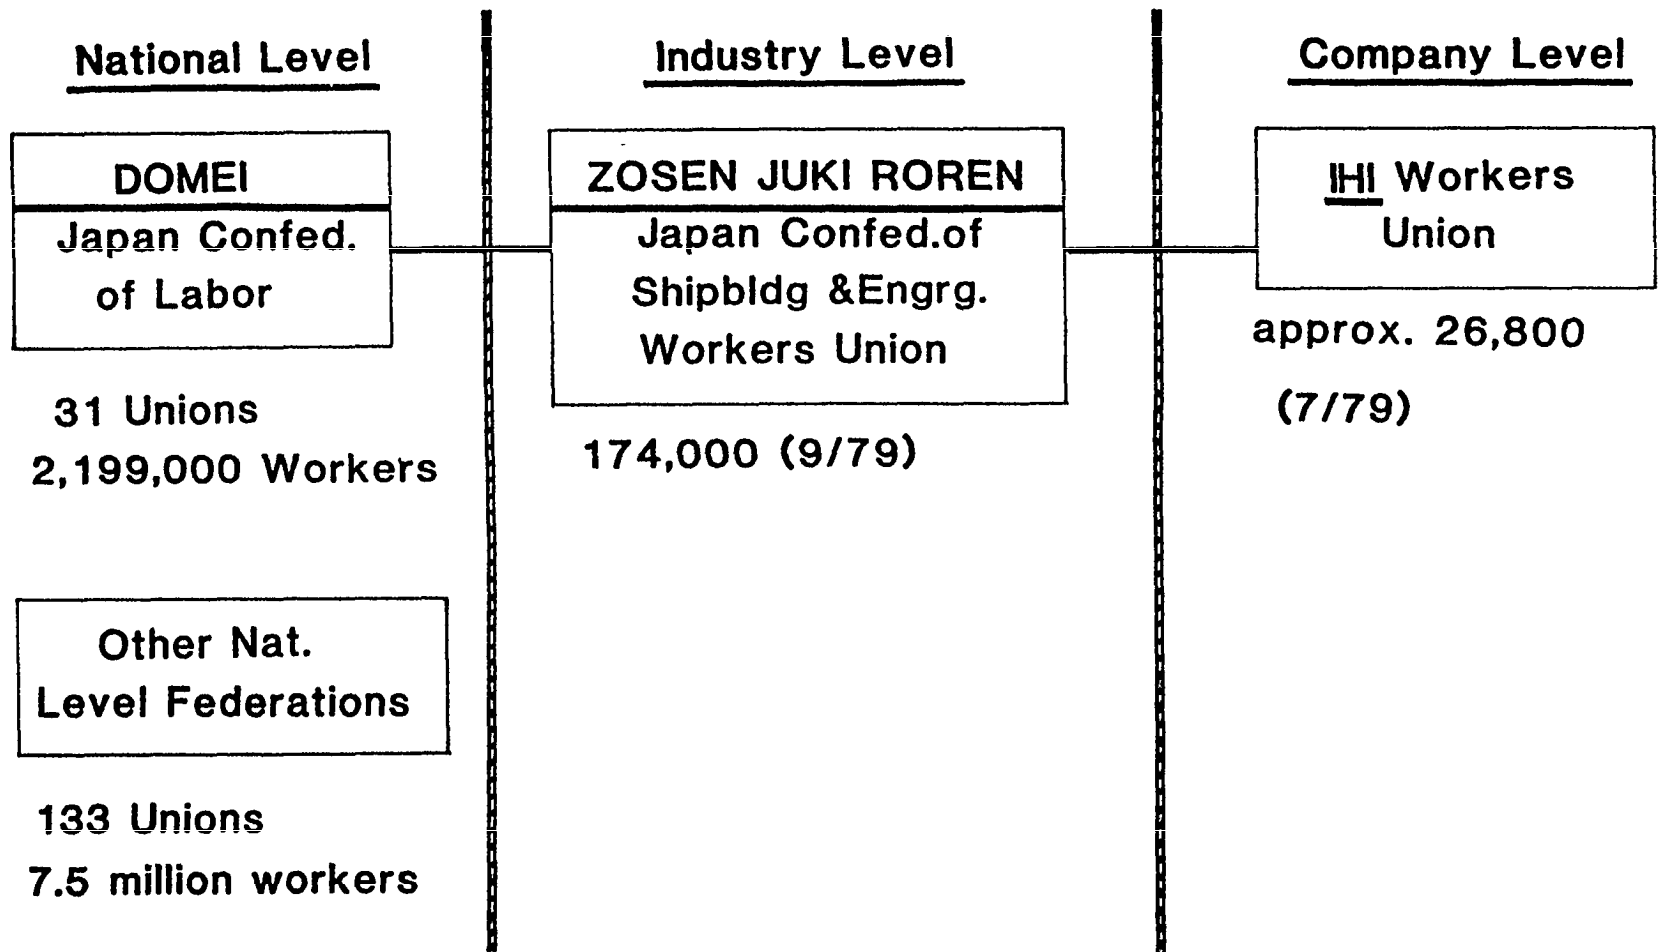 National Level
DOMEI
Japan Confed.
of Labor
31 Unions
2,199,000 Workers
Other Nat.
Level Federations
133 Unions
7.5 million workers
Industry Level
ZOSEN JUKI ROREN
Japan Confed.of
Shipbldg &Engrg.
Workers Union
174,000 (9/79)
Company Level
IHI Workers
Union
approx. 26,800
(7/79)